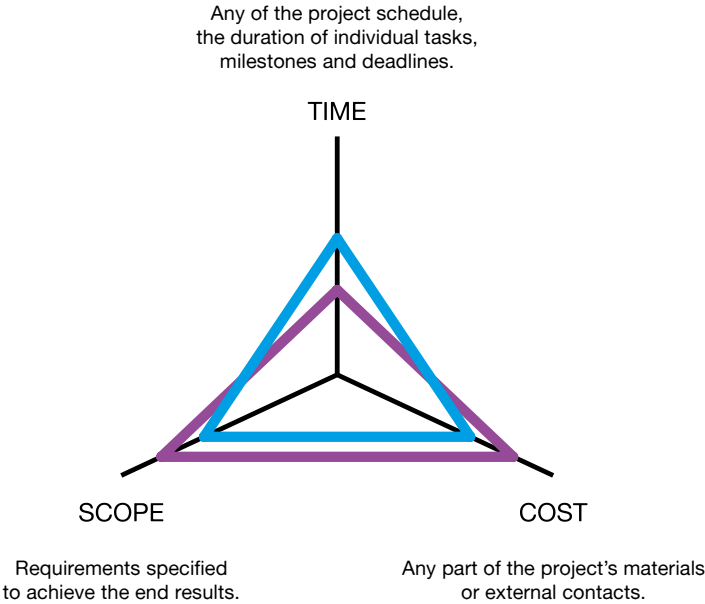 Any of the project schedule,
the duration of individual tasks,
milestones and deadlines.
TIME
SCOPE
COST
Requirements specified
to achieve the end results.
Any part of the project’s materials
or external contacts.